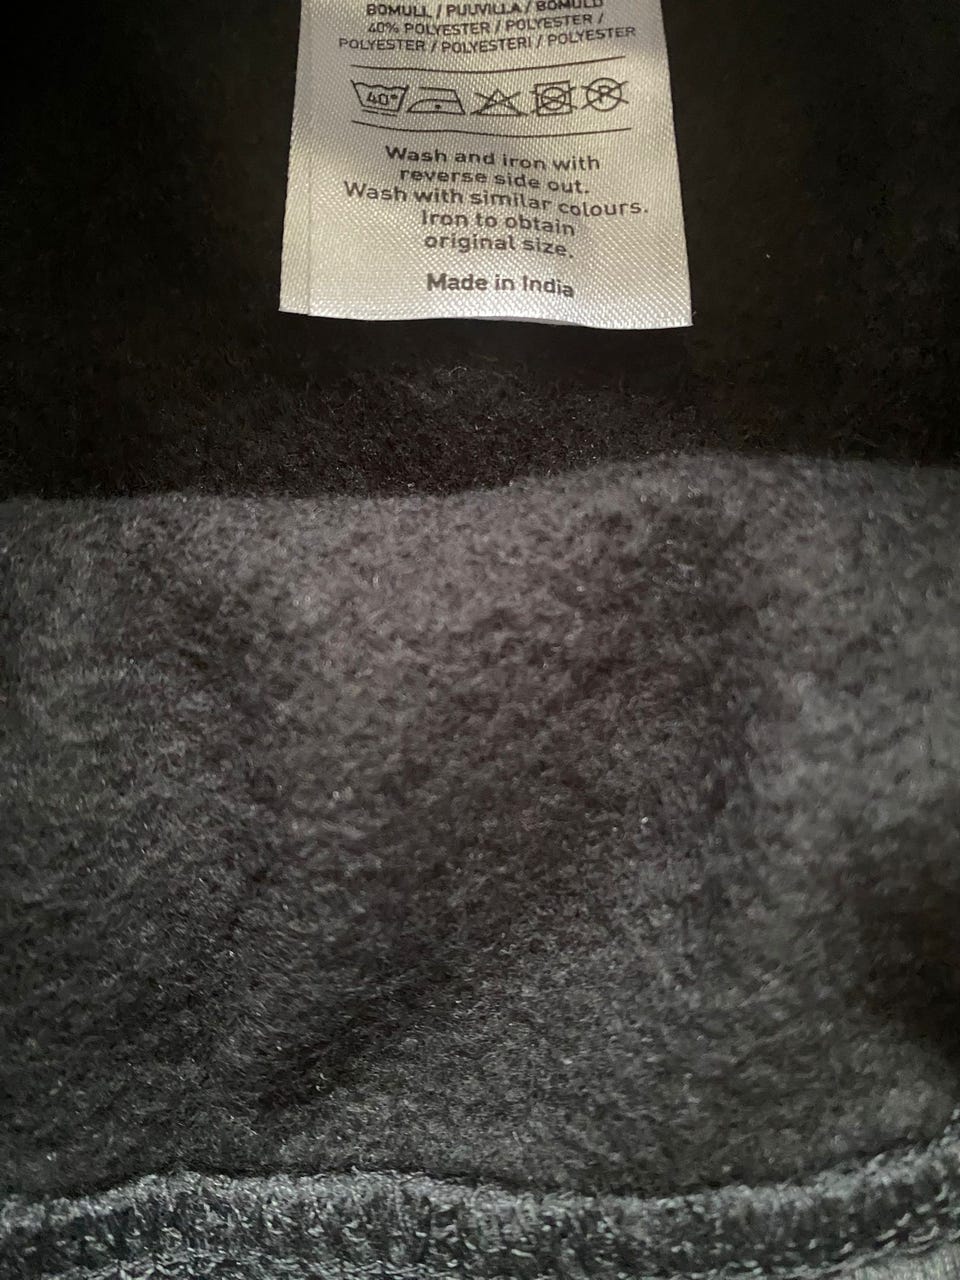 BOMULL / PUUVILLA / BOMULD
40% POLYESTER / POLYESTER /
POLYESTER / POLYESTERI / POLYESTER
40°
P
Wash and iron with
reverse side out.
Wash with similar colours.
Iron to obtain
original size.
Made in India